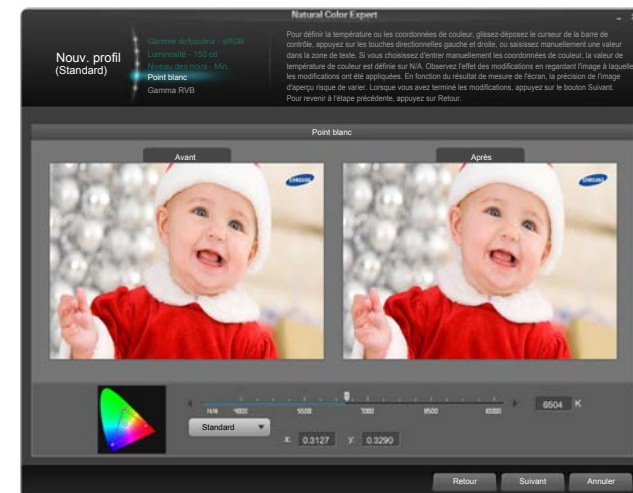 Natural Color Expert
Nouv. profil
(Standard)
Gamme de couleur - sRGB
Luminosité - 150 cd
Niveau des noirs - Min.
Point blanc
Gamma RVB
Pour définir la température ou les coordonnées de couleur, glissez-déposez le curseur de la barre de
contrôle, appuyez sur les touches directionnelles gauche et droite, ou saisissez manuellement une valeur
dans la zone de texte. Si vous choisissez d'entrer manuellement les coordonnées de couleur, la valeur de
température de couleur est définie sur N/A. Observez l'effet des modifications en regardant l'image à laquelle
les modifications ont été appliquées. En fonction du résultat de mesure de l'écran, la précision de l'image
d'aperçu risque de varier. Lorsque vous avez terminé les modifications, appuyez sur le bouton Suivant.
Pour revenir à l'étape précédente, appuyez sur Retour.
Point blanc
Avant
Après
SAMSUNG
SAMSUNG
N/A 4000 5500 7000 8500 10000
6504 K
Standard
x: 0.3127 y: 0.3290
Retour Suivant Annuler